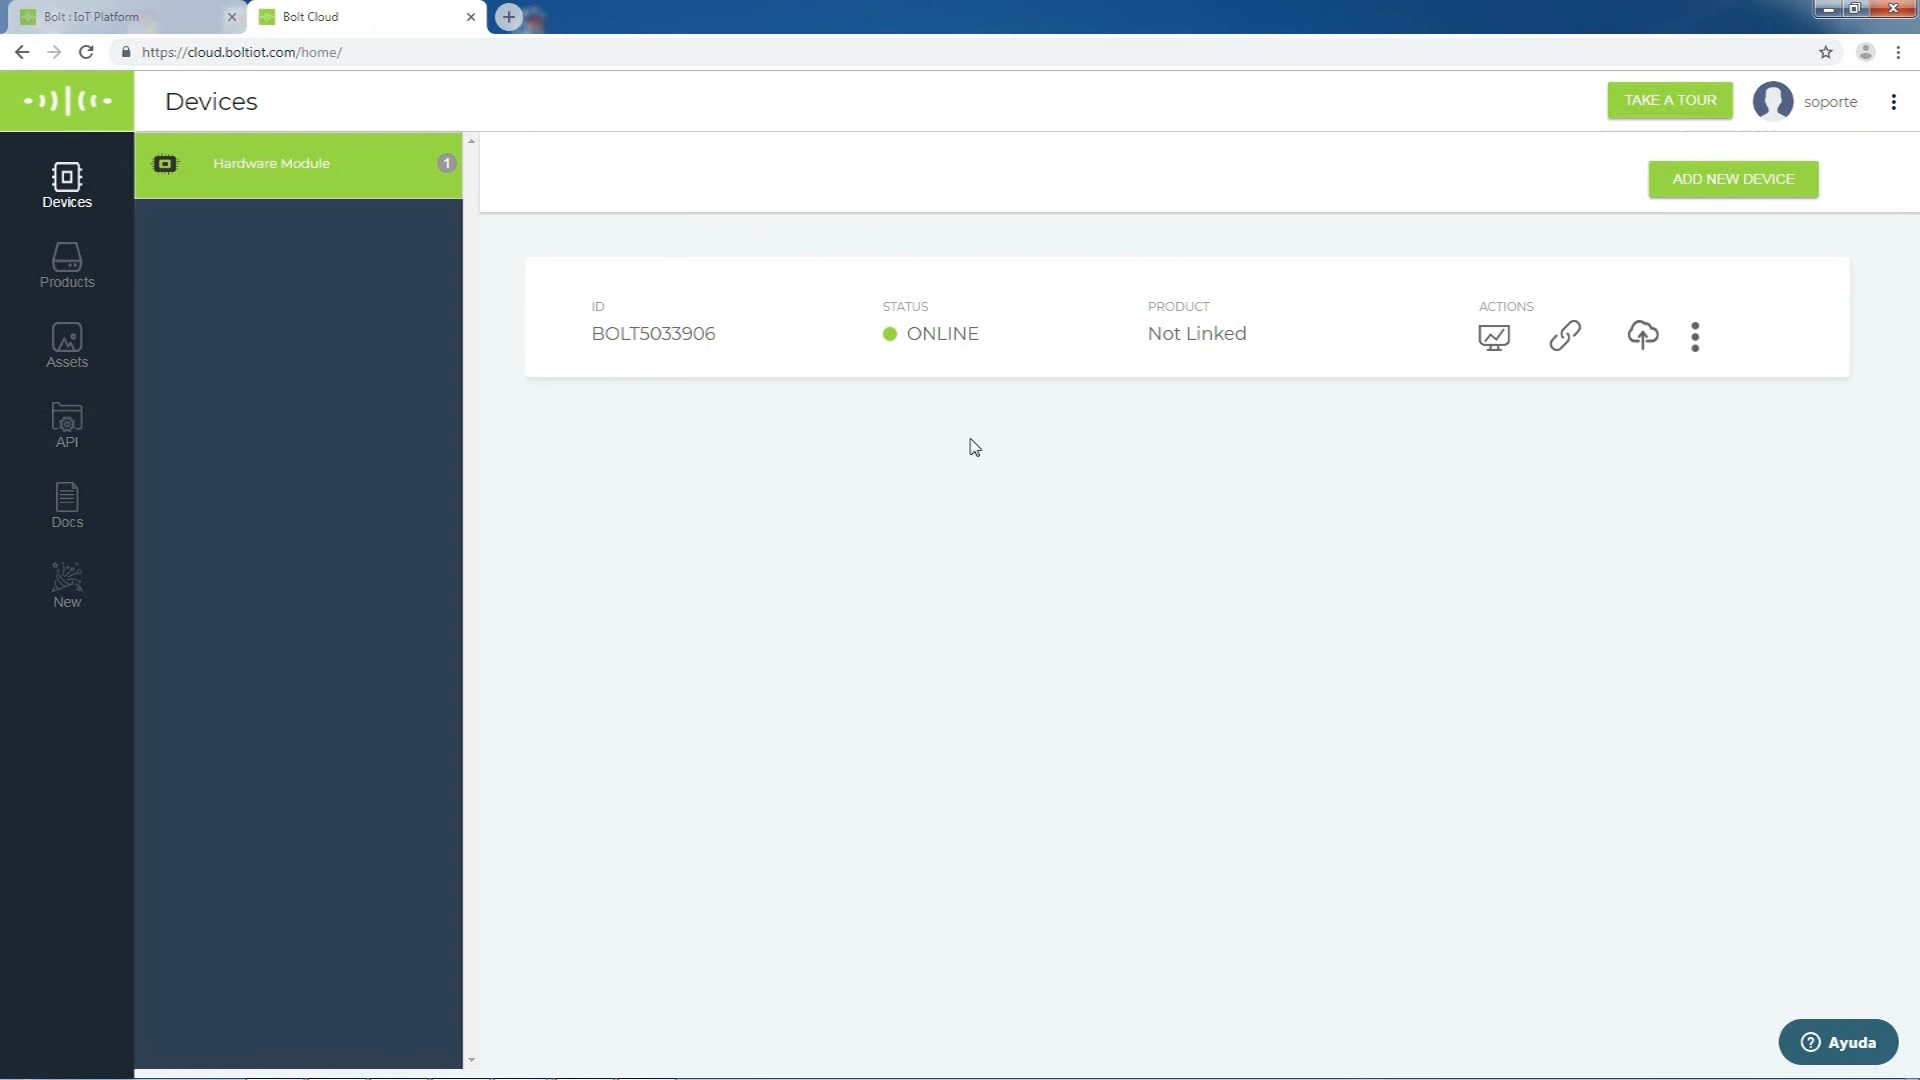 Bolt : IoT Platform
Bolt Cloud
https://cloud.boltiot.com/home/
Devices
TAKE A TOUR
soporte
Devices
Products
Assets
API
Docs
New
Hardware Module
1
ADD NEW DEVICE
ID
STATUS
PRODUCT
ACTIONS
BOLT5033906
ONLINE
Not Linked
Ayuda